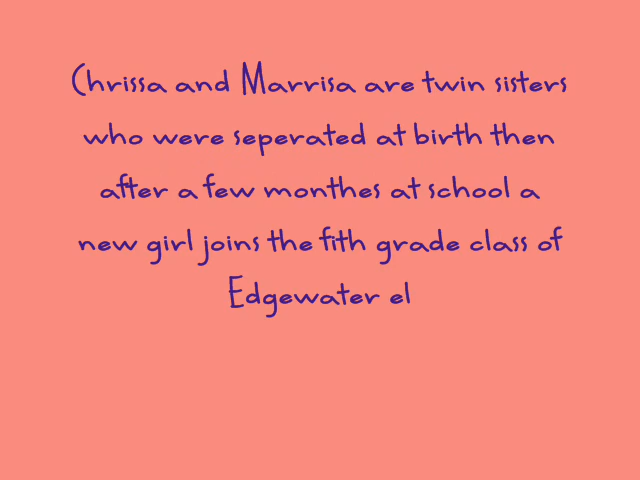 Chrissa and Marrisa are twin sisters
who were seperated at birth then
after a few monthes at school a
new girl joins the fith grade class of
Edgewater el